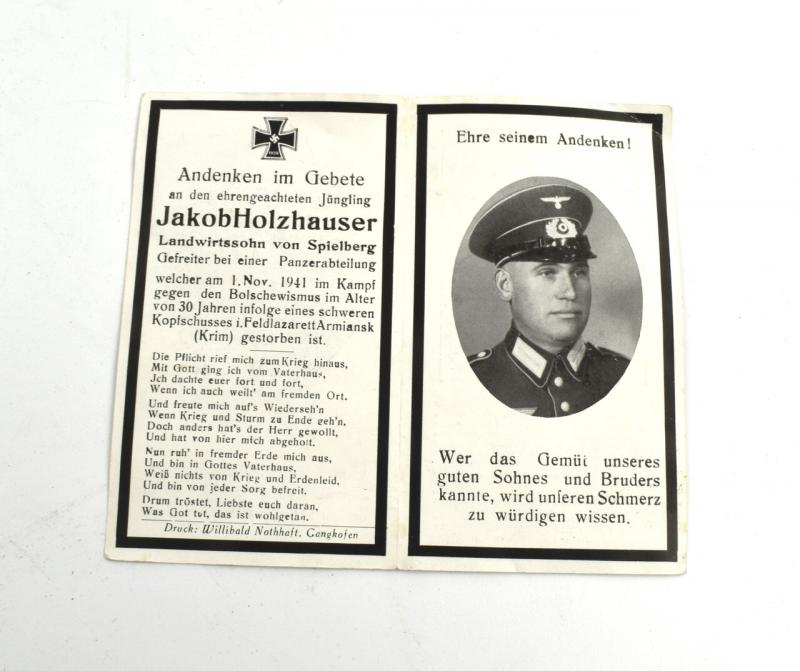 1939
Andenken im Gebete
an den ehrengeachteten Jüngling
JakobHolzhauser
Landwirtssohn von Spielberg
Gefreiter bei einer Panzerabteilung
welcher am 1. Nov. 1941 im Kampf
gegen den Bolschewismus im Alter
von 30 Jahren infolge eines schweren
Kopfschusses i. Feldlazarett Armiansk
(Krim) gestorben ist.
Die Pflicht rief mich zum Krieg hinaus,
Mit Gott ging ich vom Vaterhaus,
Jch dachte euer fort und fort,
Wenn ich auch weilt' am fremden Ort.
Und freute mich auf's Wiederseh'n
Wenn Krieg und Sturm zu Ende geh'n.
Doch anders hat's der Herr gewollt,
Und hat von hier mich abgeholt.
Nun ruh' in fremder Erde mich aus,
Und bin in Gottes Vaterhaus,
Weiß nichts von Krieg und Erdenleid,
Und bin von jeder Sorg befreit.
Drum tröstet, Liebste euch daran,
Was Got tut, das ist wohlgetan.
Druck: Willibald Nothhaft, Gangkofen
Ehre seinem Andenken!
Wer das Gemüt unseres
guten Sohnes und Bruders
kannte, wird unſeren Schmerz
zu würdigen wissen.